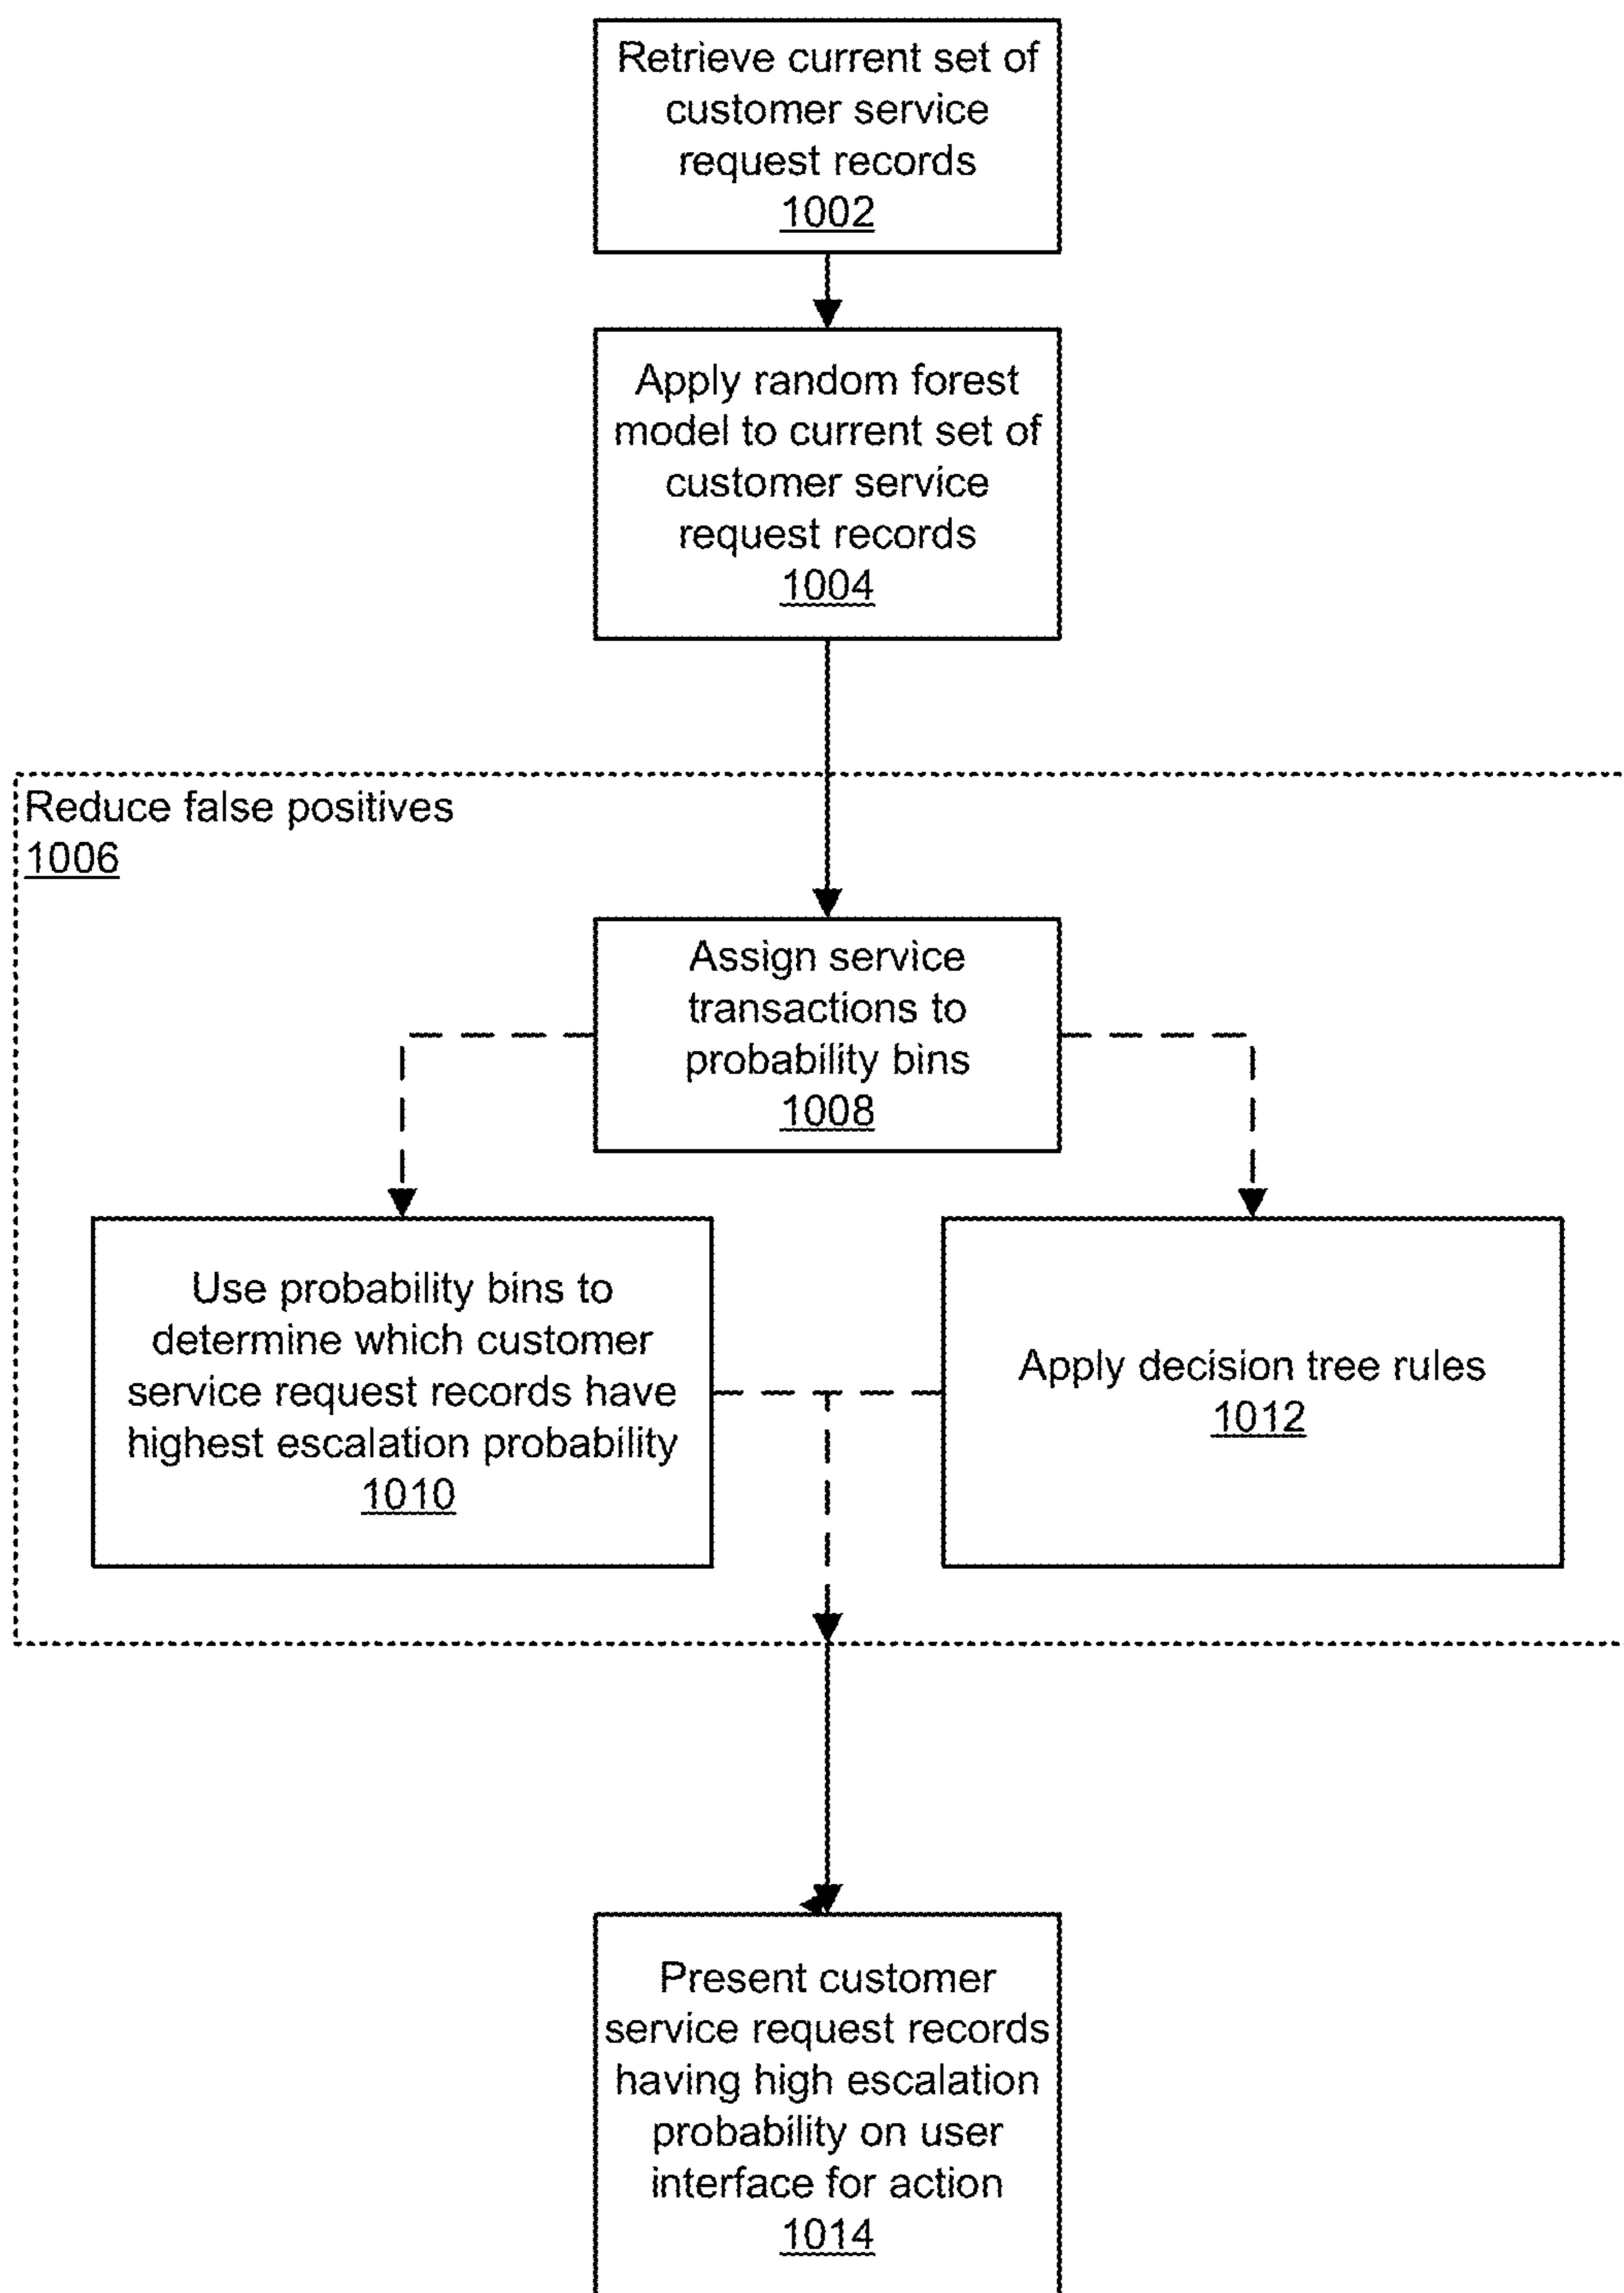 Retrieve current set of
customer service
request records
1002
Apply random forest
model to current set of
customer service
request records
1004
Reduce false positives
1006
Assign service
transactions to
probability bins
1008
Use probability bins to
determine which customer
service request records have
highest escalation probability
1010
Apply decision tree rules
1012
Present customer
service request records
having high escalation
probability on user
interface for action
1014